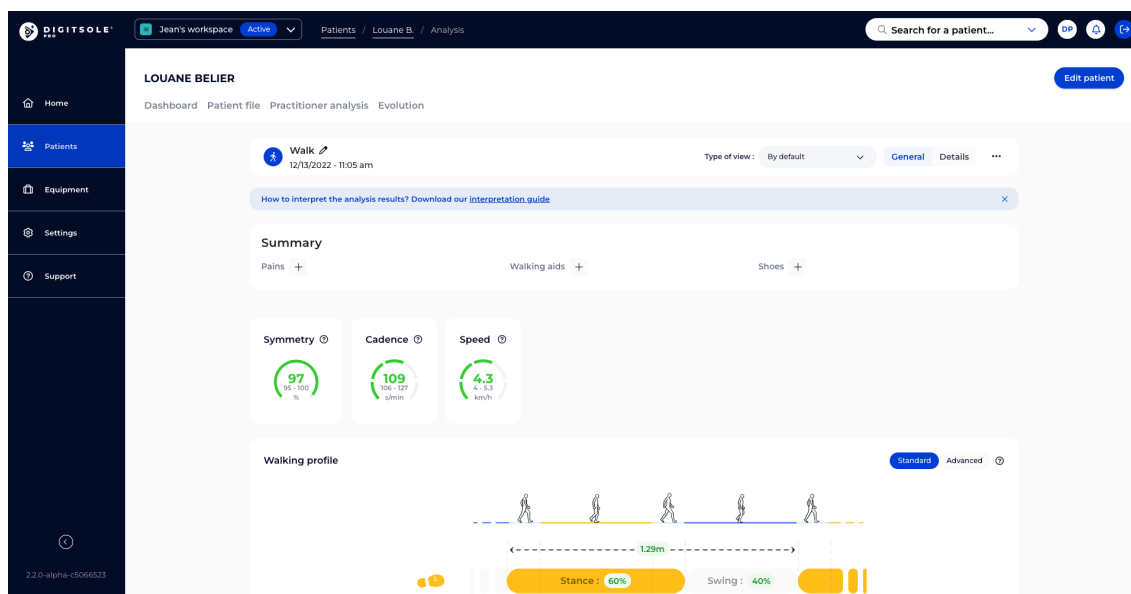 DIGITSOLE®
PRO
Jean's workspace Active
Patients / Louane B. / Analysis
Search for a patient...
DP
LOUANE BELIER
Edit patient
Dashboard Patient file Practitioner analysis Evolution
Home
Patients
Equipment
Settings
Support
2.2.0-alpha-c5066523
Walk
12/13/2022 - 11:05 am
Type of view : By default General Details ...
How to interpret the analysis results? Download our interpretation guide
Summary
Pains + Walking aids + Shoes +
Symmetry
97
95 - 100
%
Cadence
109
106 - 127
s/min
Speed
4.3
4 - 5.3
km/h
Walking profile
Standard Advanced
1.29m
Stance : 60% Swing : 40%